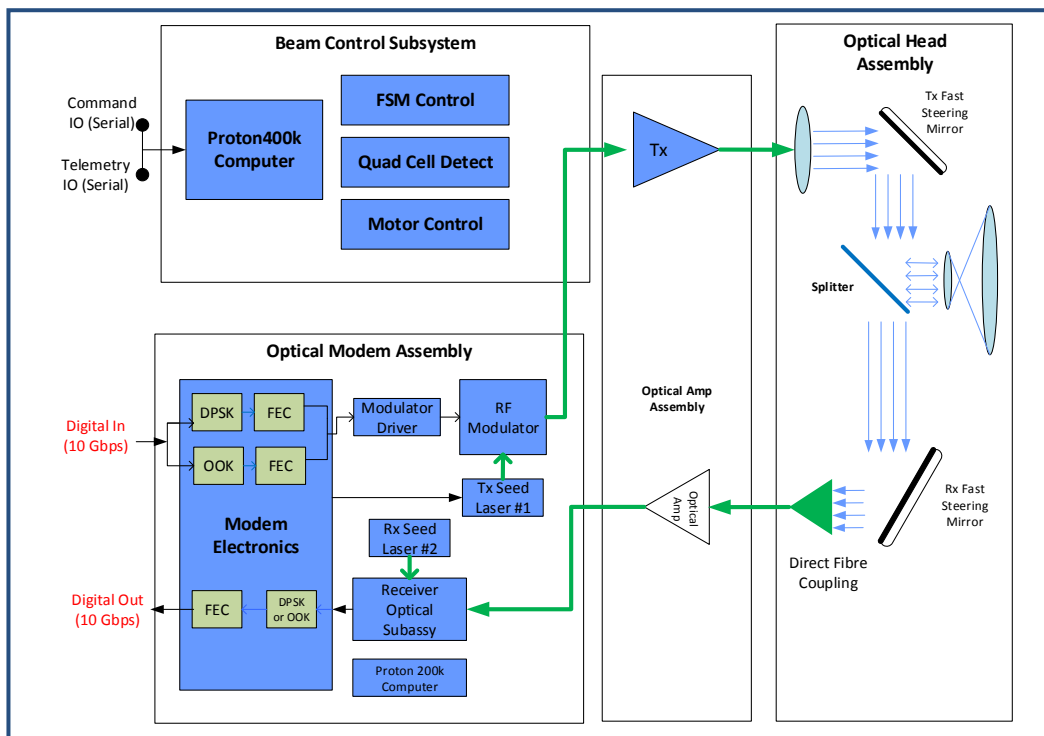 Beam Control Subsystem
Command
IO (Serial)
Telemetry
IO (Serial)
Proton400k
Computer
FSM Control
Quad Cell Detect
Motor Control
Tx
Optical Head
Assembly
Tx Fast
Steering
Mirror
Splitter
Optical Modem Assembly
Digital In
(10 Gbps)
DPSK
FEC
OOK
FEC
Modulator
Driver
RF
Modulator
Tx Seed
Laser #1
Modem
Electronics
Rx Seed
Laser #2
Digital Out
(10 Gbps)
FEC
DPSK
or OOK
Receiver
Optical
Subassy
Proton 200k
Computer
Optical Amp
Assembly
Optical
Amp
Direct Fibre
Coupling
Rx Fast
Steering
Mirror